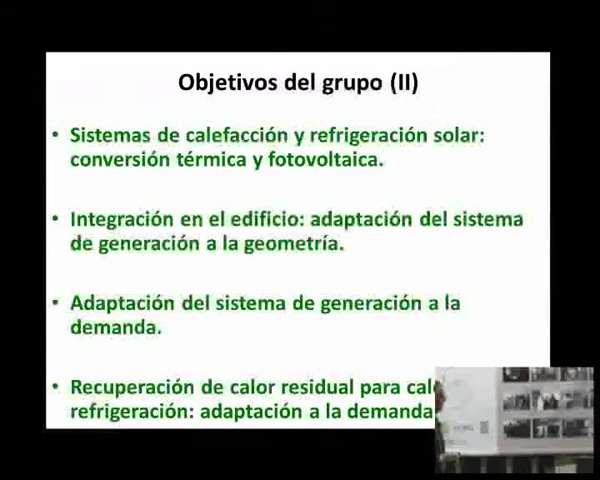 Objetivos del grupo (II)
• Sistemas de calefacción y refrigeración solar:
conversión térmica y fotovoltaica.
• Integración en el edificio: adaptación del sistema
de generación a la geometría.
• Adaptación del sistema de generación a la
demanda.
• Recuperación de calor residual para
refrigeración: adaptación a la demanda